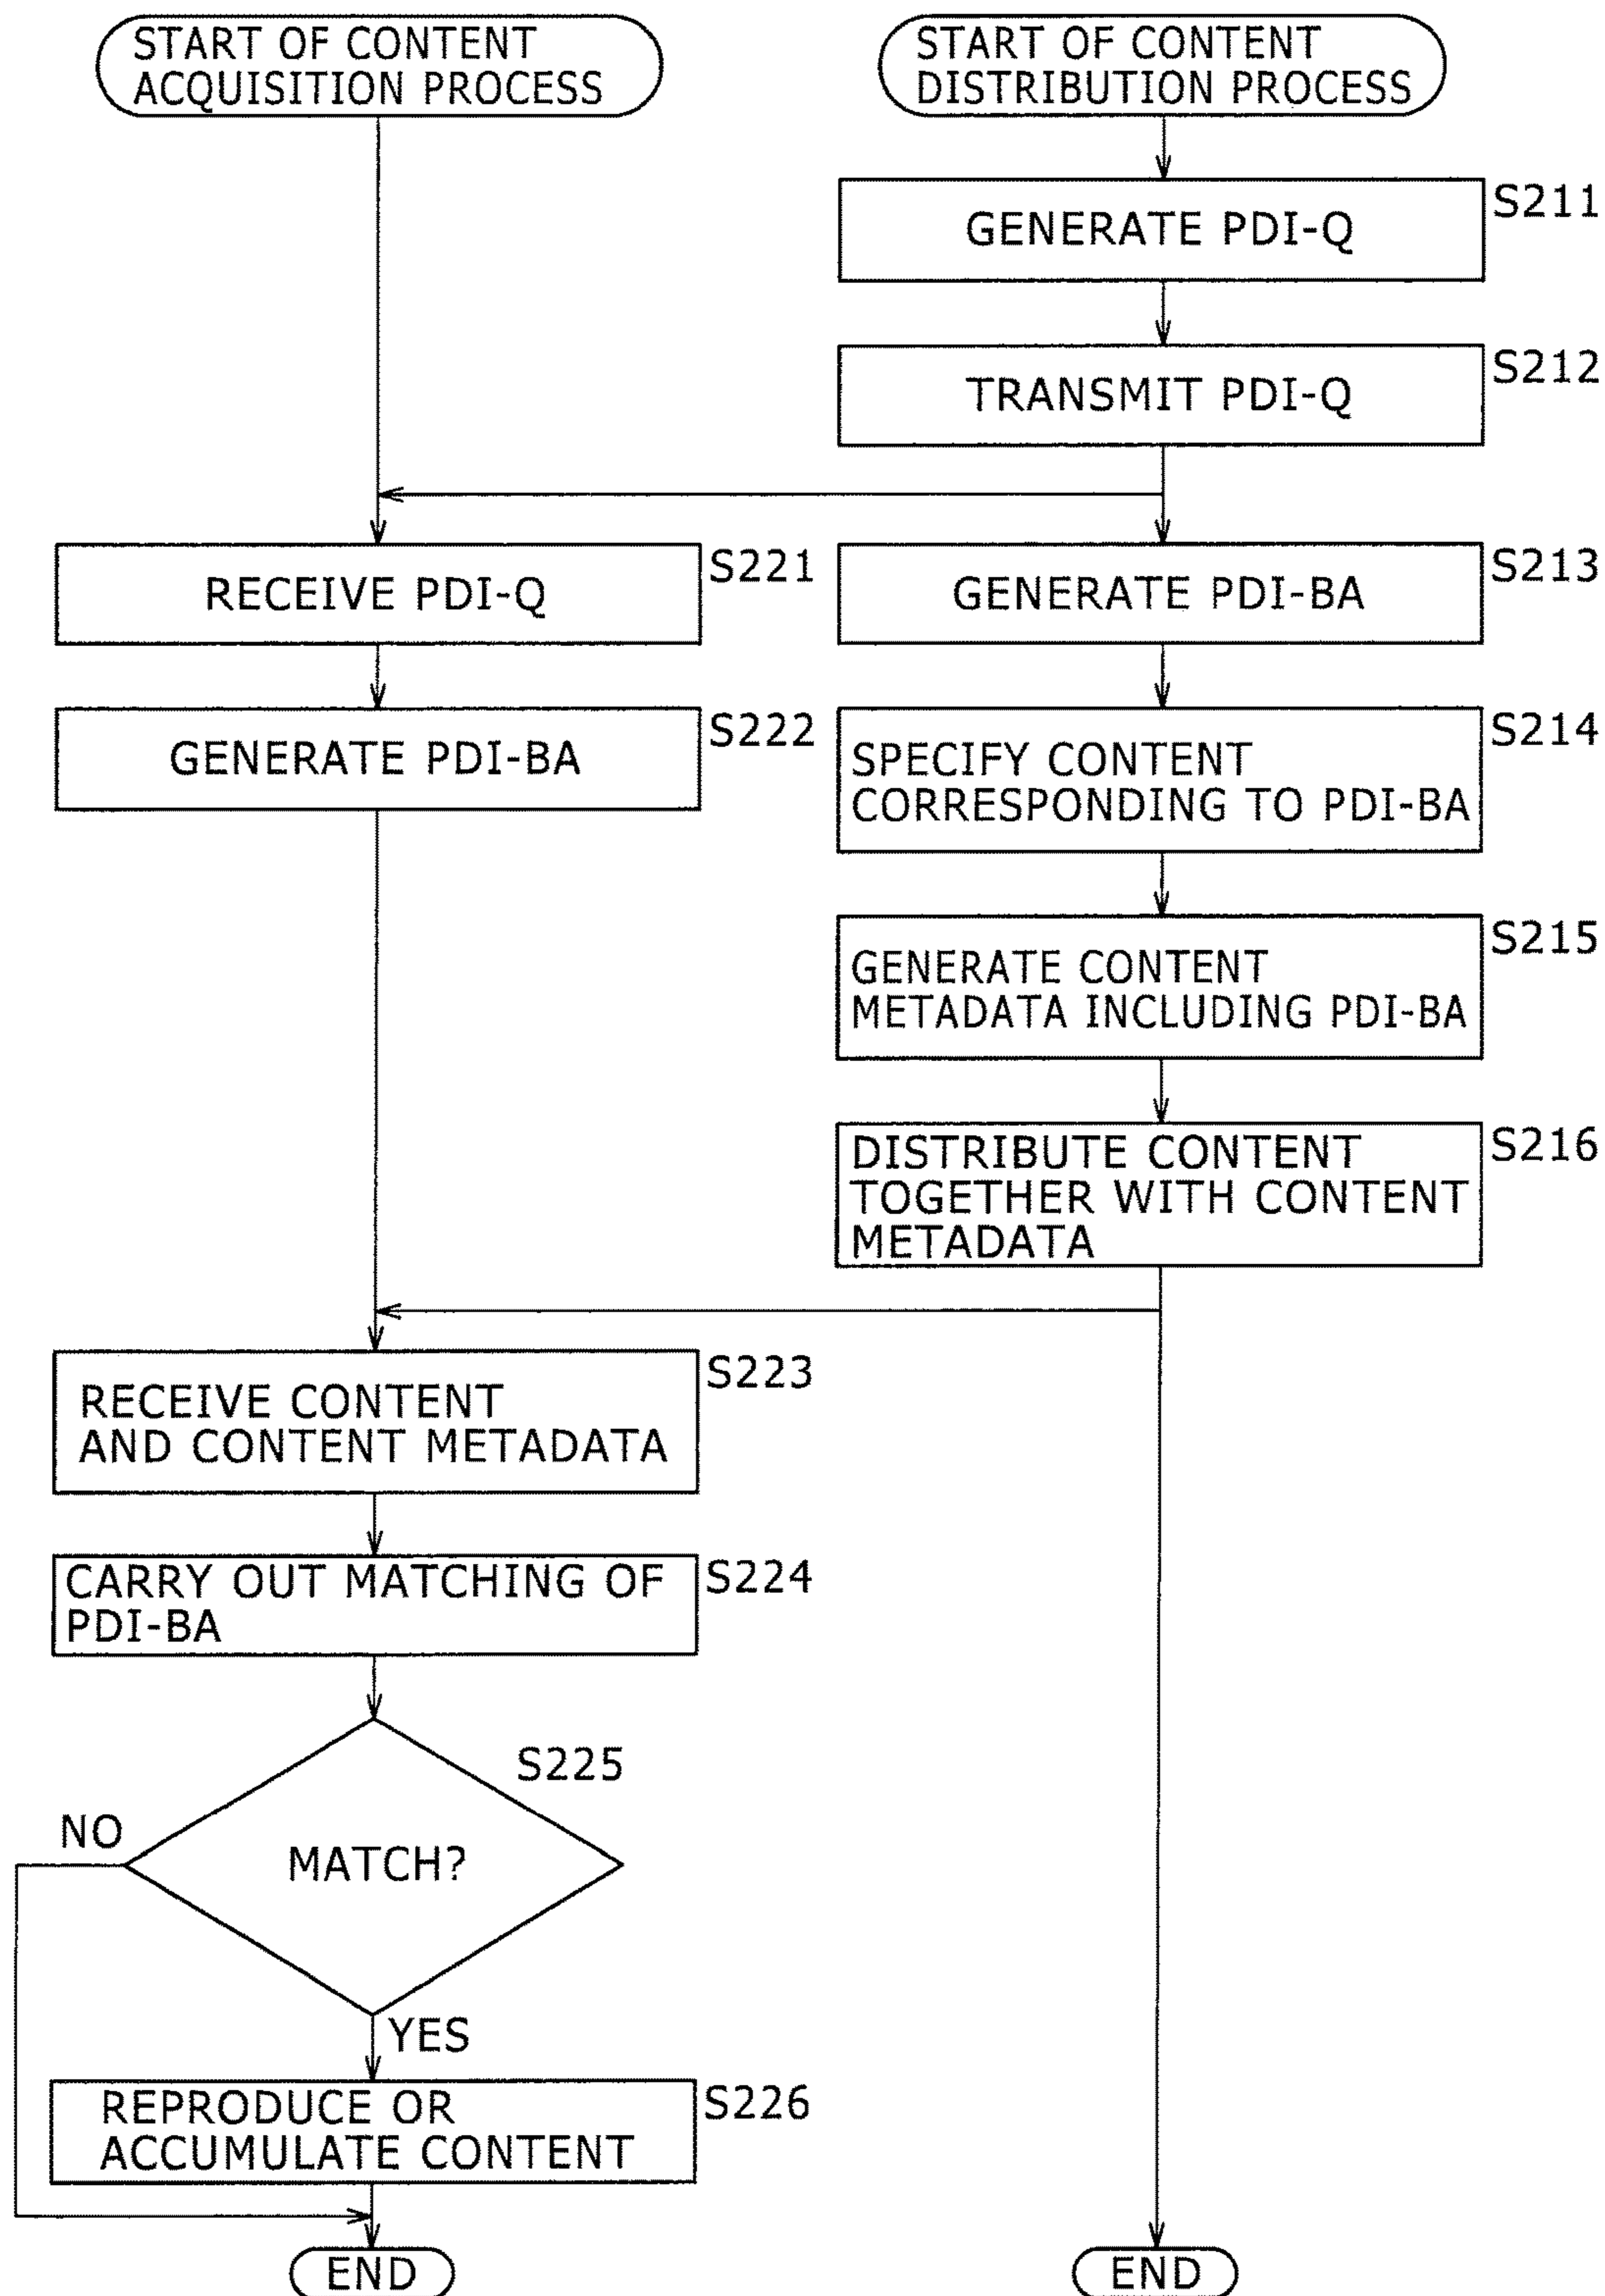 START OF CONTENT
ACQUISITION PROCESS
START OF CONTENT
DISTRIBUTION PROCESS
S211
GENERATE PDI-Q
S212
TRANSMIT PDI-Q
S221
RECEIVE PDI-Q
S213
GENERATE PDI-BA
S222
GENERATE PDI-BA
S214
SPECIFY CONTENT
CORRESPONDING TO PDI-BA
S215
GENERATE CONTENT
METADATA INCLUDING PDI-BA
S216
DISTRIBUTE CONTENT
TOGETHER WITH CONTENT
METADATA
S223
RECEIVE CONTENT
AND CONTENT METADATA
S224
CARRY OUT MATCHING OF
PDI-BA
S225
NO
MATCH?
YES
S226
REPRODUCE OR
ACCUMULATE CONTENT
END
END